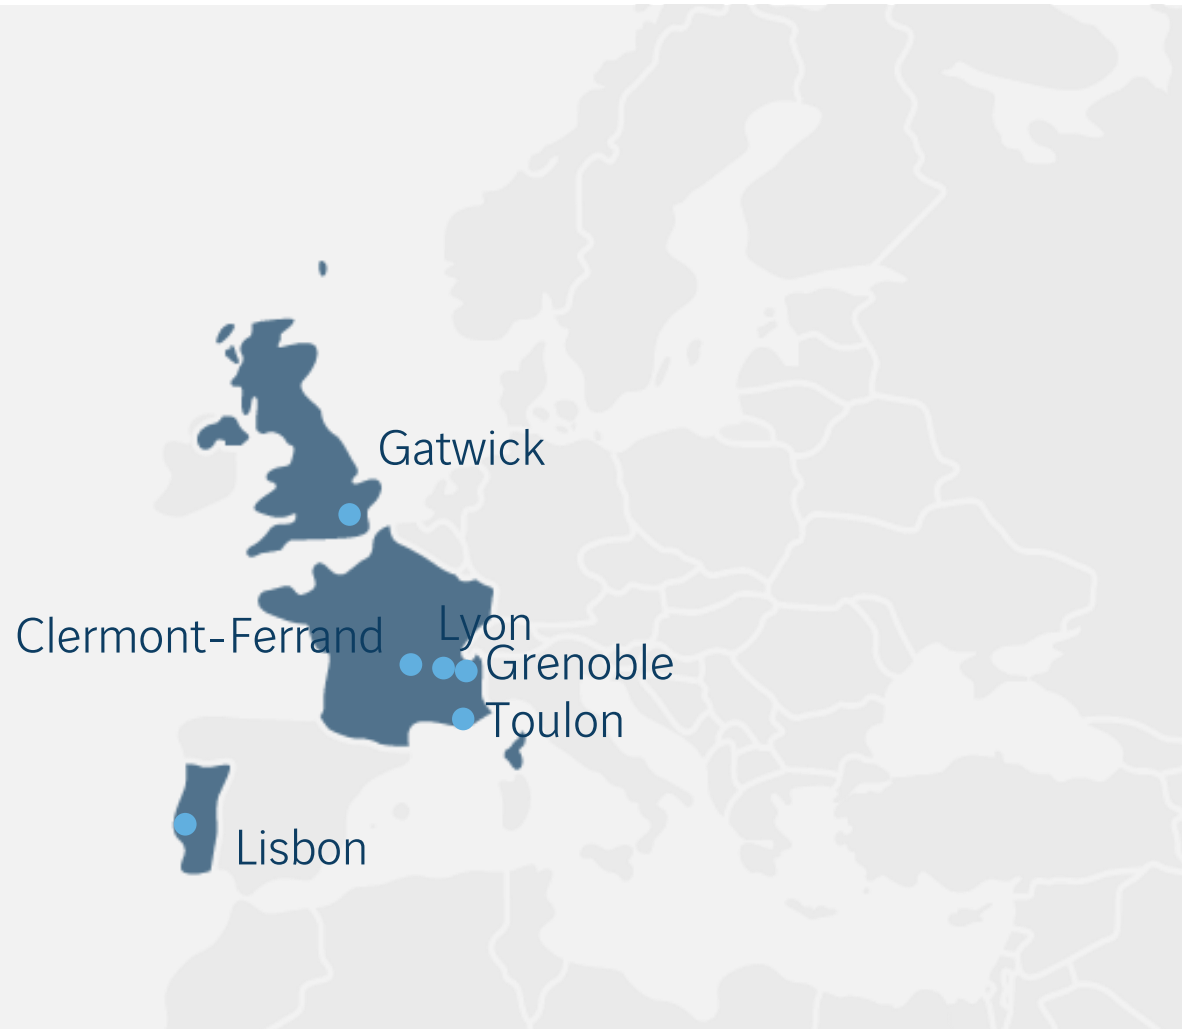 Gatwick
Lyon
Clermont-Ferrand
Grenoble
Toulon
Lisbon